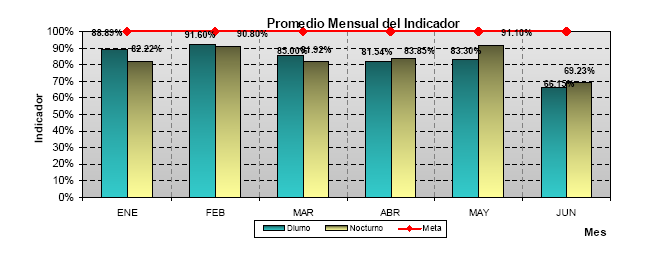 Promedio Mensual del Indicador
88.89% 82.22% 91.60% 90.80% 85.00% 81.92% 81.54% 83.85% 83.30% 91.10% 66.15% 69.23%
100%
90%
80%
70%
60%
50%
40%
30%
20%
10%
0%
Indicador
ENE FEB MAR ABR MAY JUN
Mes
Diurno Nocturno Meta